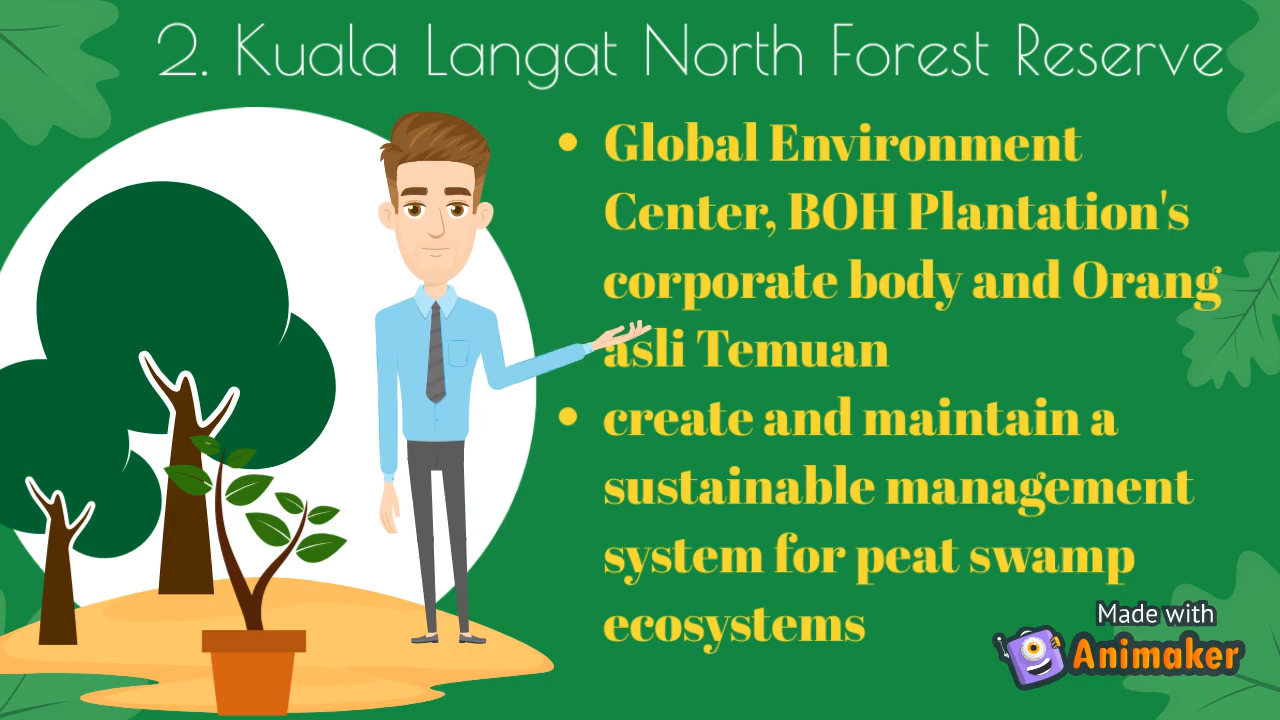 2. Kuala Langat North Forest Reserve
Global Environment
Center, BOH Plantation's
corporate body and Orang
asli Temuan
create and maintain a
sustainable management
system for peat swamp
ecosystems
Made with
Animaker